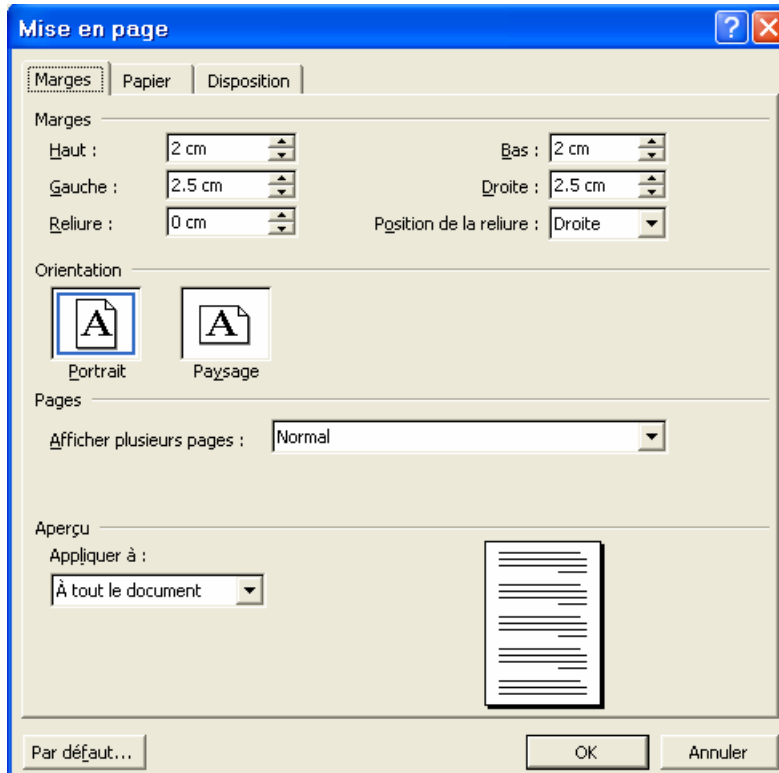 Mise en page
Marges Papier Disposition
Marges
Haut : 2 cm Bas : 2 cm
Gauche : 2.5 cm Droite : 2.5 cm
Reliure : 0 cm Position de la reliure : Droite
Orientation
A A
Portrait Paysage
Pages
Afficher plusieurs pages : Normal
Aperçu
Appliquer à :
À tout le document
Par défaut... OK Annuler